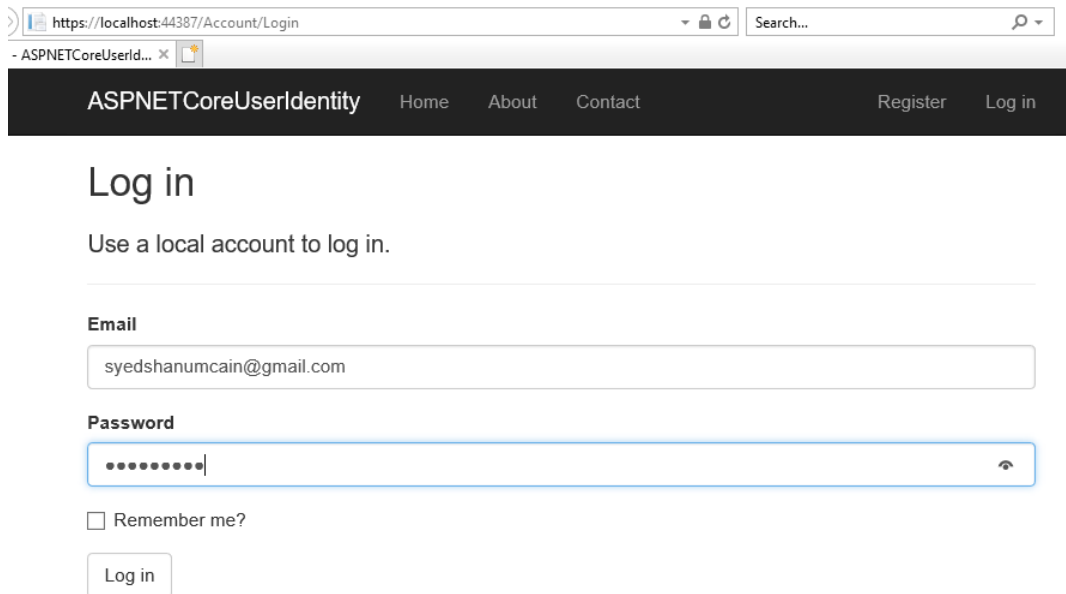 https://localhost:44387/Account/Login Search...
- ASPNETCoreUserId...
ASPNETCoreUserIdentity Home About Contact Register Log in
Log in
Use a local account to log in.
Email
syedshanumcain@gmail.com
Password
Remember me?
Log in